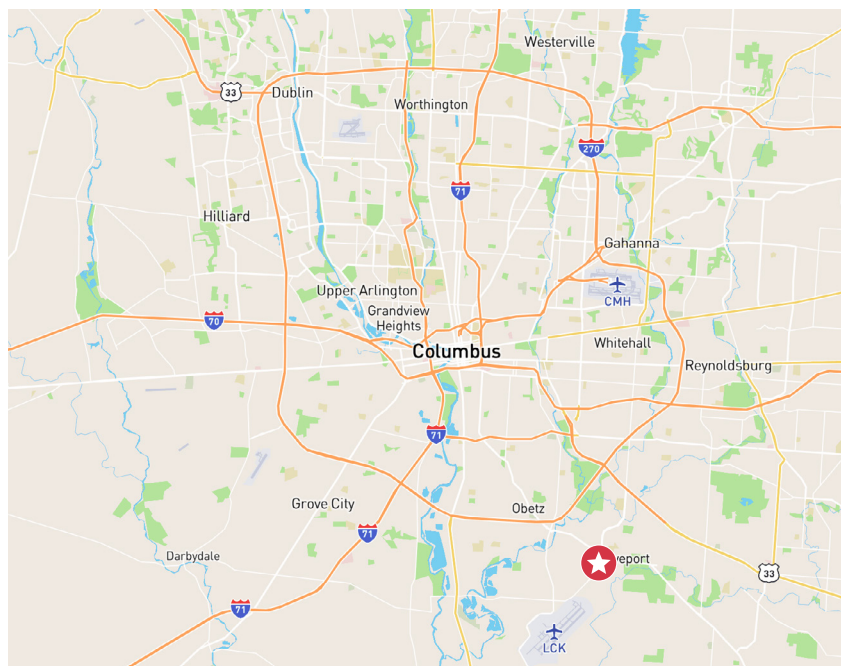 Westerville
33
Dublin
Worthington
270
71
Hilliard
Gahanna
Upper Arlington
CMH
Grandview
Heights
70
Columbus
Whitehall
Reynoldsburg
71
Grove City
Obetz
71
Darbydale
veport
33
71
LCK